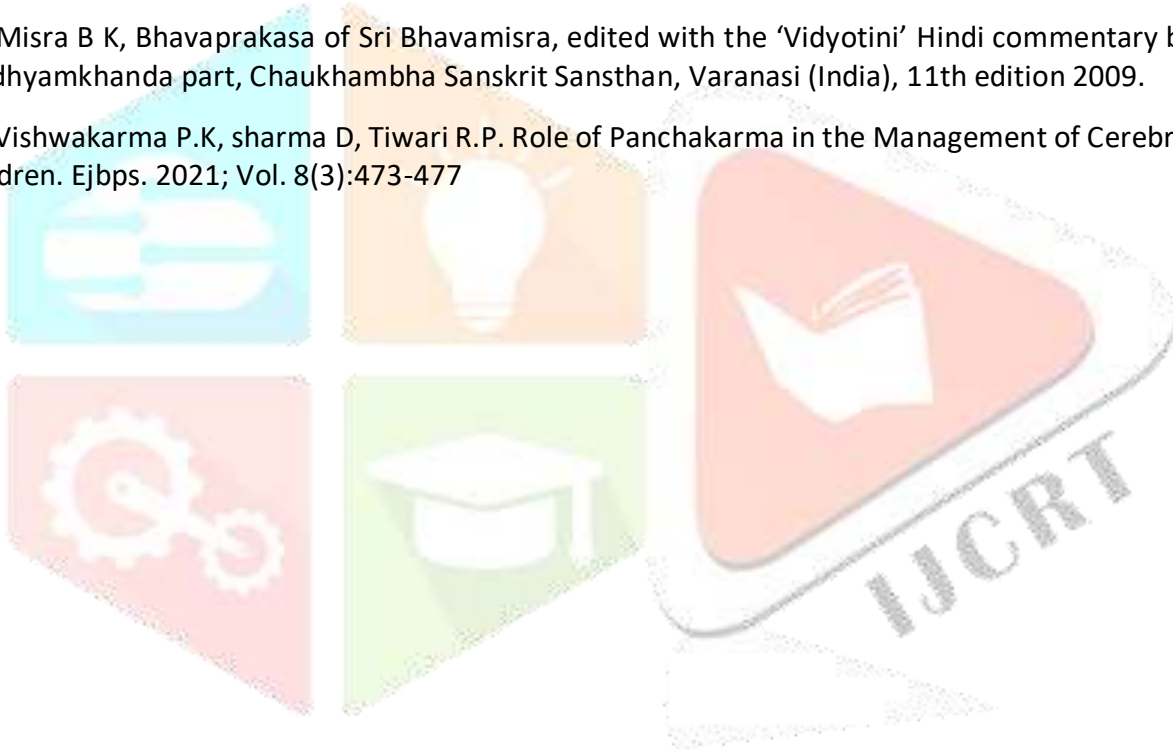 Misra B K, Bhavaprakasa of Sri Bhavamisra, edited with the ‘Vidyotini’ Hindi commentary
dhyamkhanda part, Chaukhambha Sanskrit Sansthan, Varanasi (India), 11th edition 2009.
Vishwakarma P.K, sharma D, Tiwari R.P. Role of Panchakarma in the Management of Cerebr
dren. Ejbps. 2021; Vol. 8(3):473-477
IJCRT